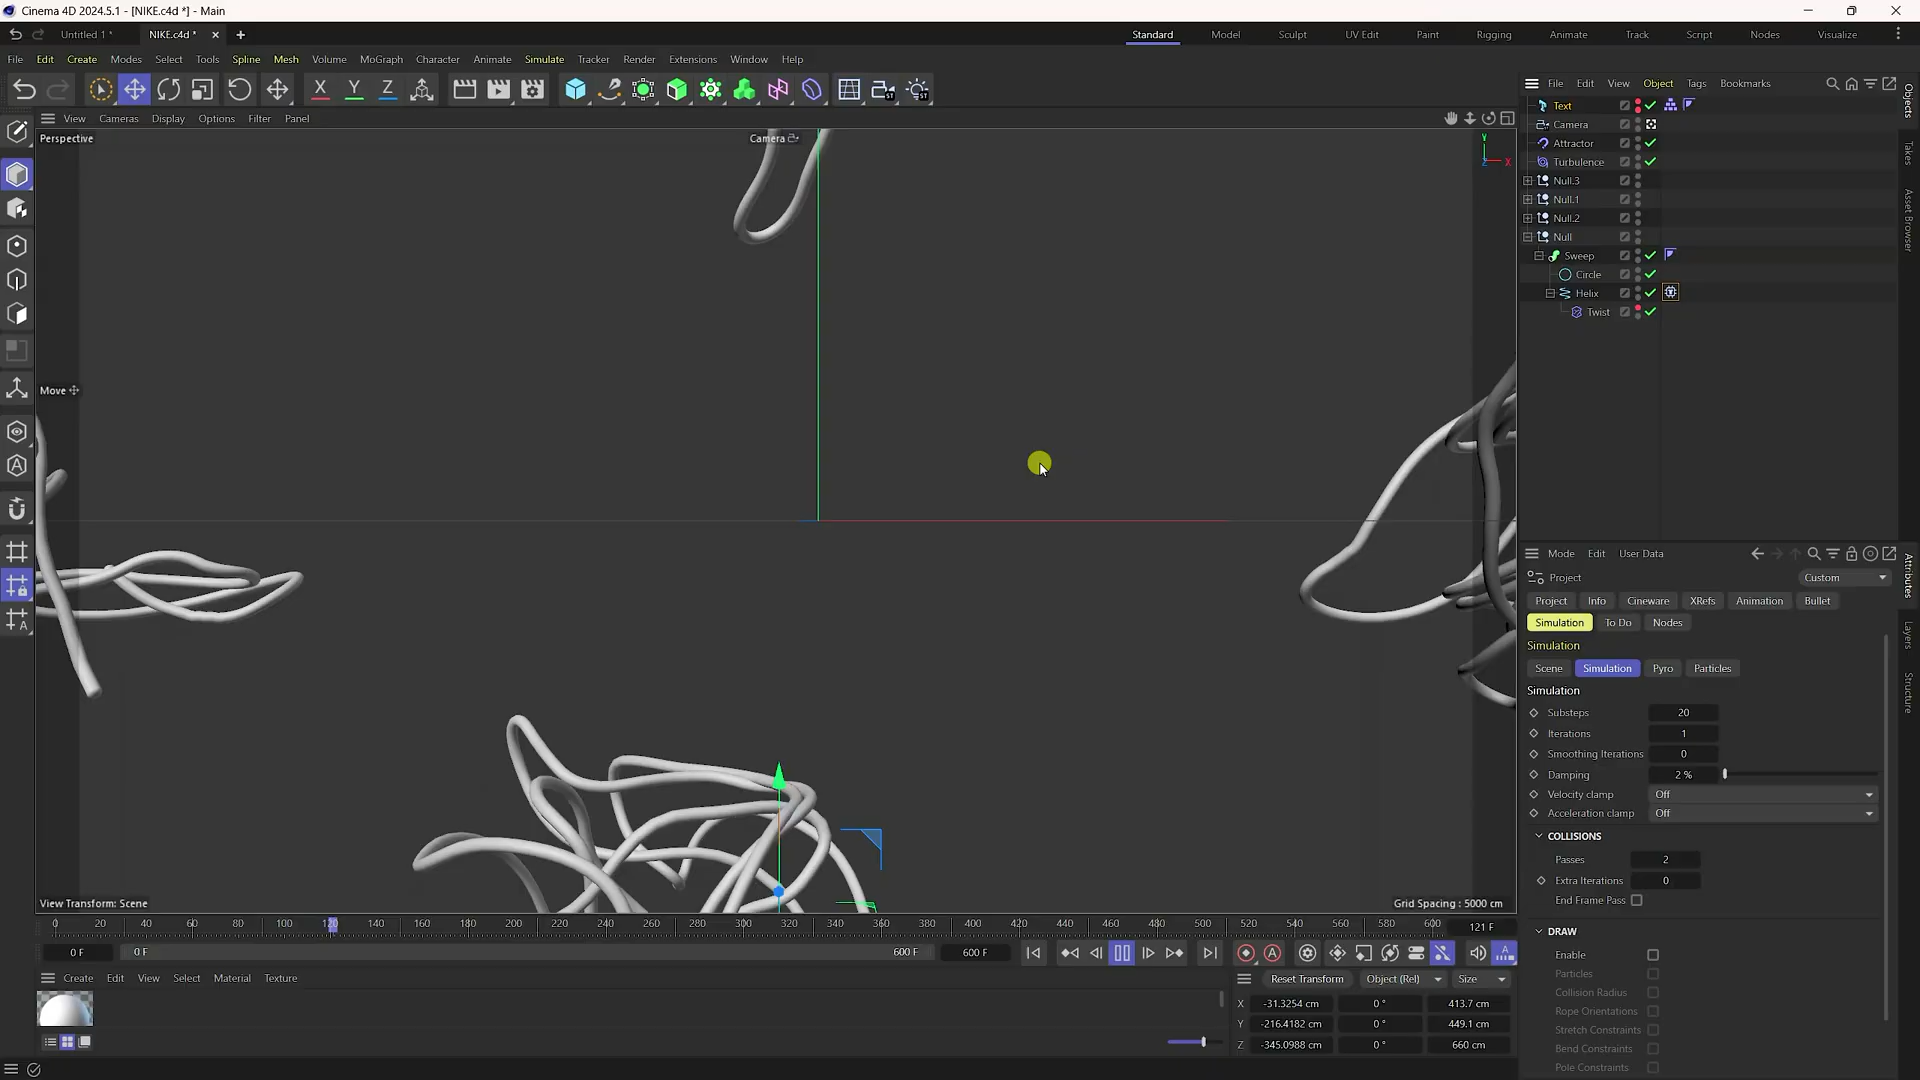 Cinema 4D 2024.5.1 - [NIKE.c4d *] - Main
Untitled 1 *
NIKE.c4d *
Standard
Model
Sculpt
UV Edit
Paint
Rigging
Animate
Track
Script
Nodes
Visualize
File Edit Create Modes Select Tools Spline Mesh Volume MoGraph Character Animate Simulate Tracker Render Extensions Window Help
X Y Z
File Edit View Object Tags Bookmarks
View Cameras Display Options Filter Panel
Perspective
Camera
Y
X
Z
Move
View Transform: Scene
Grid Spacing : 5000 cm
Text
Camera
Attractor
Turbulence
Null.3
Null.1
Null.2
Null
Sweep
Circle
Helix
Twist
Objects
Takes
Asset Browser
Mode Edit User Data
Project
Custom
Project Info Cineware XRefs Animation Bullet
Simulation To Do Nodes
Simulation
Scene Simulation Pyro Particles
Simulation
Substeps 20
Iterations 1
Smoothing Iterations 0
Damping 2 %
Velocity clamp Off
Acceleration clamp Off
COLLISIONS
Passes 2
Extra Iterations 0
End Frame Pass
DRAW
Enable
Particles
Collision Radius
Rope Orientations
Stretch Constraints
Bend Constraints
Pole Constraints
Attributes
Layers
Structure
0 20 40 60 80 100 120 140 160 180 200 220 240 260 280 300 320 340 360 380 400 420 440 460 480 500 520 540 560 580 600
121 F
0 F
0 F
600 F
600 F
Create Edit View Select Material Texture
Reset Transform
Object (Rel)
Size
X -31.3254 cm 0 ° 413.7 cm
Y -216.4182 cm 0 ° 449.1 cm
Z -345.0988 cm 0 ° 660 cm